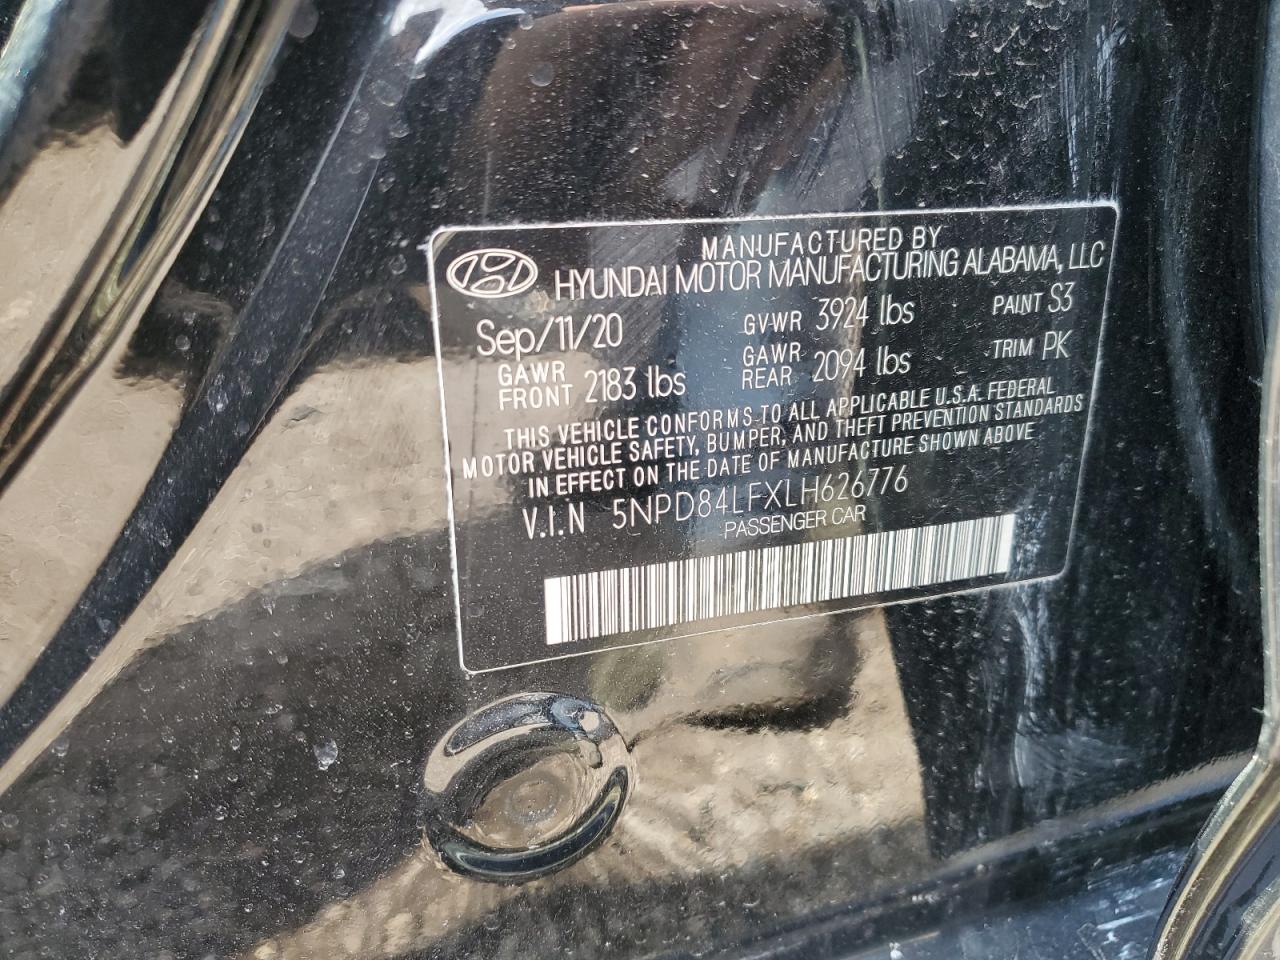 MANUFACTURED BY
HYUNDAI MOTOR MANUFACTURING ALABAMA, LLC
Sep/11/20 GVWR 3924 lbs PAINT S3
GAWR FRONT 2183 lbs GAWR REAR 2094 lbs TRIM PK
THIS VEHICLE CONFORMS TO ALL APPLICABLE U.S.A. FEDERAL
MOTOR VEHICLE SAFETY, BUMPER, AND THEFT PREVENTION STANDARDS
IN EFFECT ON THE DATE OF MANUFACTURE SHOWN ABOVE
V.I.N 5NPD84LFXLH626776
PASSENGER CAR